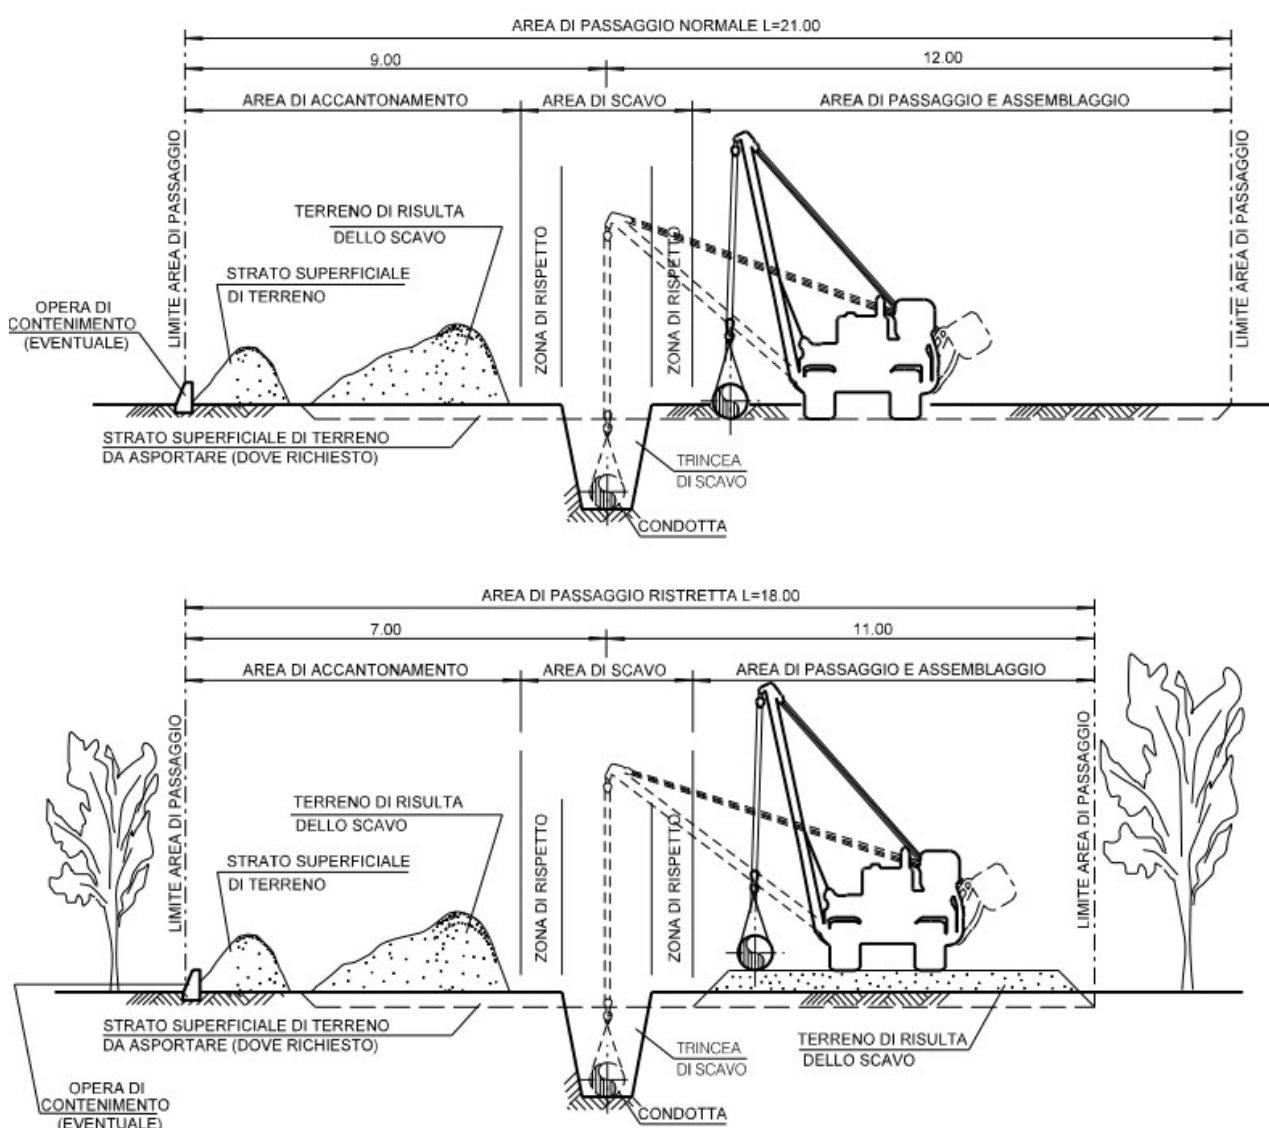 AREA DI PASSAGGIO NORMALE L=21.00
9.00
12.00
AREA DI ACCANTONAMENTO
AREA DI SCAVO
AREA DI PASSAGGIO E ASSEMBLAGGIO
LIMITE AREA DI PASSAGGIO
TERRENO DI RISULTA
DELLO SCAVO
STRATO SUPERFICIALE
DI TERRENO
OPERA DI
CONTENIMENTO
(EVENTUALE)
ZONA DI RISPETTO
ZONA DI RISPETTO
LIMITE AREA DI PASSAGGIO
STRATO SUPERFICIALE DI TERRENO
DA ASPORTARE (DOVE RICHIESTO)
TRINCEA
DI SCAVO
CONDOTTA
AREA DI PASSAGGIO RISTRETTA L=18.00
7.00
11.00
AREA DI ACCANTONAMENTO
AREA DI SCAVO
AREA DI PASSAGGIO E ASSEMBLAGGIO
LIMITE AREA DI PASSAGGIO
TERRENO DI RISULTA
DELLO SCAVO
STRATO SUPERFICIALE
DI TERRENO
ZONA DI RISPETTO
ZONA DI RISPETTO
LIMITE AREA DI PASSAGGIO
STRATO SUPERFICIALE DI TERRENO
DA ASPORTARE (DOVE RICHIESTO)
TRINCEA
DI SCAVO
TERRENO DI RISULTA
DELLO SCAVO
OPERA DI
CONTENIMENTO
(EVENTUALE)
CONDOTTA